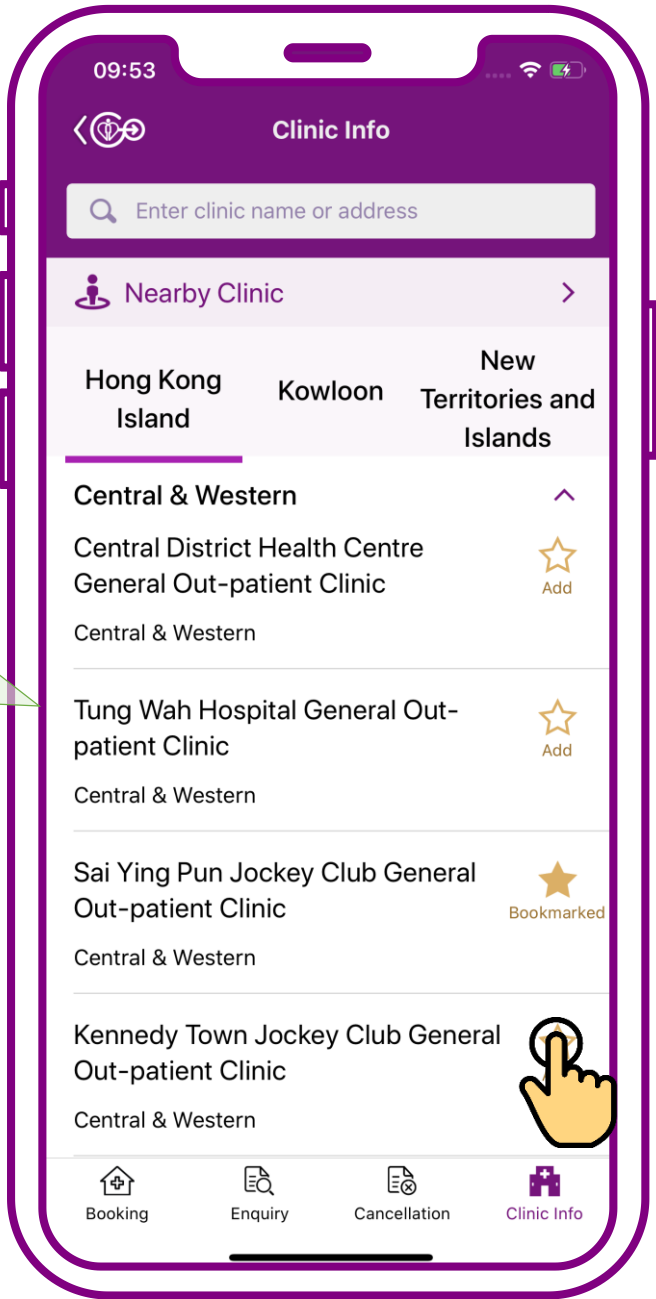 09:53
Clinic Info
Enter clinic name or address
Nearby Clinic
Hong Kong
Island
Kowloon
New
Territories and
Islands
Central & Western
Central District Health Centre
General Out-patient Clinic
Add
Central & Western
Tung Wah Hospital General Out-
patient Clinic
Add
Central & Western
Sai Ying Pun Jockey Club General
Out-patient Clinic
Bookmarked
Central & Western
Kennedy Town Jockey Club General
Out-patient Clinic
Central & Western
Booking
Enquiry
Cancellation
Clinic Info